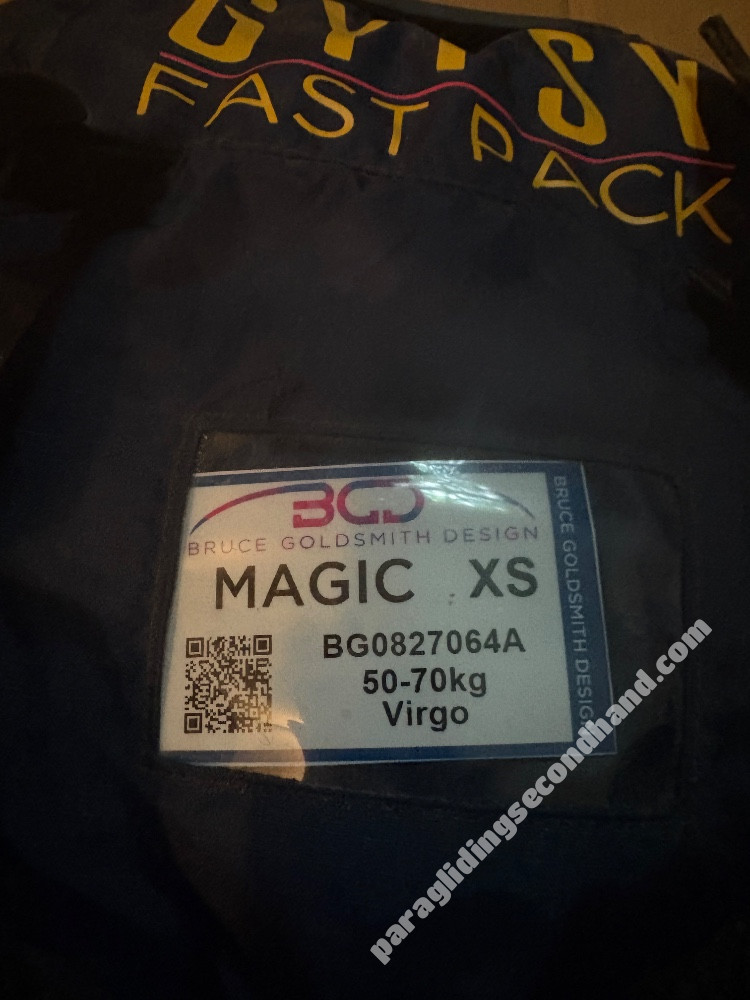 GYPSY
FAST PACK
BGD
BRUCE GOLDSMITH DESIGN
MAGIC XS
BG0827064A
50-70kg
Virgo
BRUCE GOLDSMITH DESIGN
paraglidingsecondhand.com